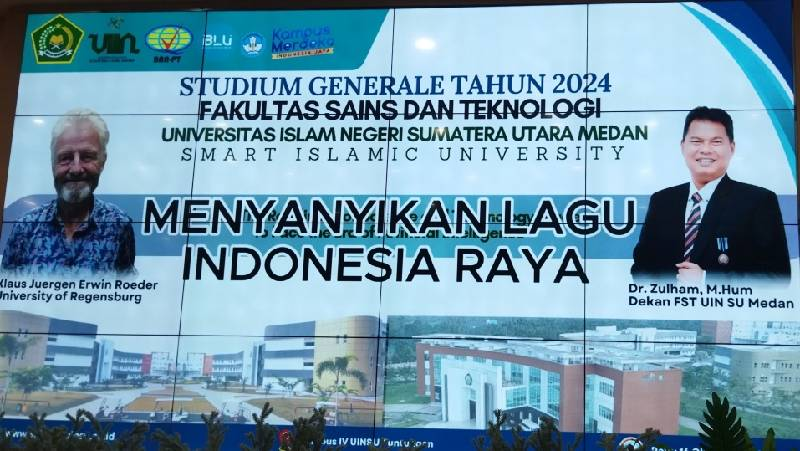 UIN
BAN-PT
BLU
Kampus
Merdeka
INDONESIA JAYA
STUDIUM GENERALE TAHUN 2024
FAKULTAS SAINS DAN TEKNOLOGI
UNIVERSITAS ISLAM NEGERI SUMATERA UTARA MEDAN
SMART ISLAMIC UNIVERSITY
MENYANYIKAN LAGU
INDONESIA RAYA
Klaus Juergen Erwin Roeder
University of Regensburg
Dr. Zulham, M.Hum
Dekan FST UIN SU Medan